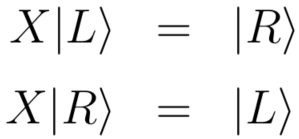 X|L⟩ = |R⟩
X|R⟩ = |L⟩